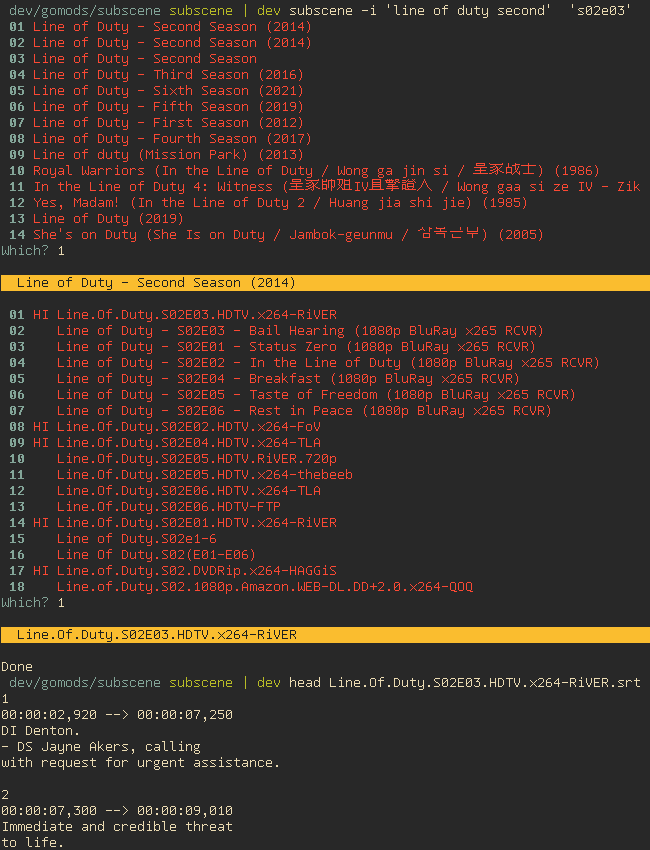 dev/gomods/subscene subscene | dev subscene -i 'line of duty second'  's02e03'
01 Line of Duty - Second Season (2014)
02 Line of Duty - Second Season (2014)
03 Line of Duty - Second Season
04 Line of Duty - Third Season (2016)
05 Line of Duty - Sixth Season (2021)
06 Line of Duty - Fifth Season (2019)
07 Line of Duty - First Season (2012)
08 Line of Duty - Fourth Season (2017)
09 Line of duty (Mission Park) (2013)
10 Royal Warriors (In the Line of Duty / Wong ga jin si / 皇家战士) (1986)
11 In the Line of Duty 4: Witness (皇家師姐IV直擊證人 / Wong gaa si ze IV - Zik
12 Yes, Madam! (In the Line of Duty 2 / Huang jia shi jie) (1985)
13 Line of Duty (2019)
14 She's on Duty (She Is on Duty / Jambok-geunmu / 잠복근무) (2005)
Which? 1
Line of Duty - Second Season (2014)
01 HI Line.Of.Duty.S02E03.HDTV.x264-RiVER
02 Line of Duty - S02E03 - Bail Hearing (1080p BluRay x265 RCVR)
03 Line of Duty - S02E01 - Status Zero (1080p BluRay x265 RCVR)
04 Line of Duty - S02E02 - In the Line of Duty (1080p BluRay x265 RCVR)
05 Line of Duty - S02E04 - Breakfast (1080p BluRay x265 RCVR)
06 Line of Duty - S02E05 - Taste of Freedom (1080p BluRay x265 RCVR)
07 Line of Duty - S02E06 - Rest in Peace (1080p BluRay x265 RCVR)
08 HI Line.Of.Duty.S02E02.HDTV.x264-FoV
09 HI Line.Of.Duty.S02E04.HDTV.x264-TLA
10 Line.Of.Duty.S02E05.RiVER.720p
11 Line.Of.Duty.S02E05.HDTV.x264-thebeeb
12 Line.Of.Duty.S02E06.HDTV.x264-TLA
13 Line.Of.Duty.S02E06.HDTV-FTP
14 HI Line.Of.Duty.S02E01.HDTV.x264-RiVER
15 Line of Duty.S02e1-6
16 Line Of Duty.S02(E01-E06)
17 HI Line.of.Duty.S02.DVDRip.x264-HAGGiS
18 Line.of.Duty.S02.1080p.Amazon.WEB-DL.DD+2.0.x264-QOQ
Which? 1
Line.Of.Duty.S02E03.HDTV.x264-RiVER
Done
dev/gomods/subscene subscene | dev head Line.Of.Duty.S02E03.HDTV.x264-RiVER.srt
1
00:00:02,920 --> 00:00:07,250
DI Denton.
- DS Jayne Akers, calling
with request for urgent assistance.
2
00:00:07,300 --> 00:00:09,010
Immediate and credible threat
to life.